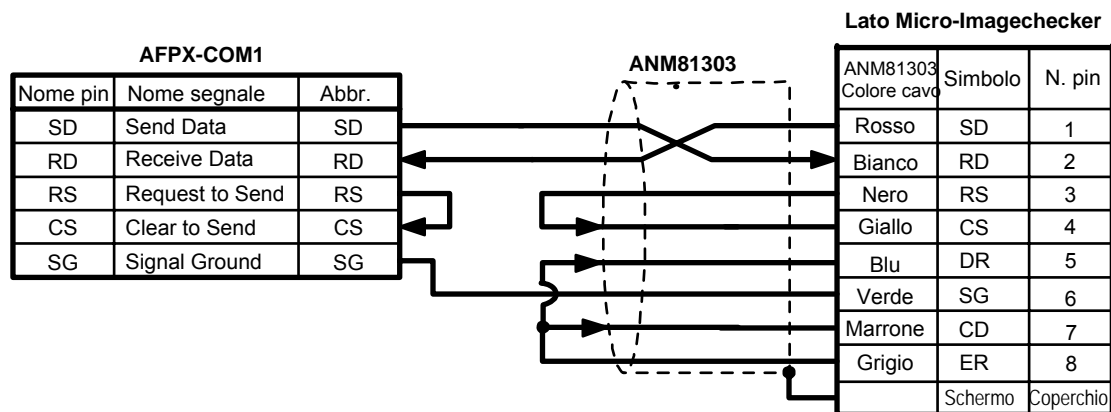 Lato Micro-Imagechecker
AFPX-COM1
ANM81303
Nome pin Nome segnale Abbr.
SD Send Data SD
RD Receive Data RD
RS Request to Send RS
CS Clear to Send CS
SG Signal Ground SG
ANM81303 Colore cavo Simbolo N. pin
Rosso SD 1
Bianco RD 2
Nero RS 3
Giallo CS 4
Blu DR 5
Verde SG 6
Marrone CD 7
Grigio ER 8
Schermo Coperchio